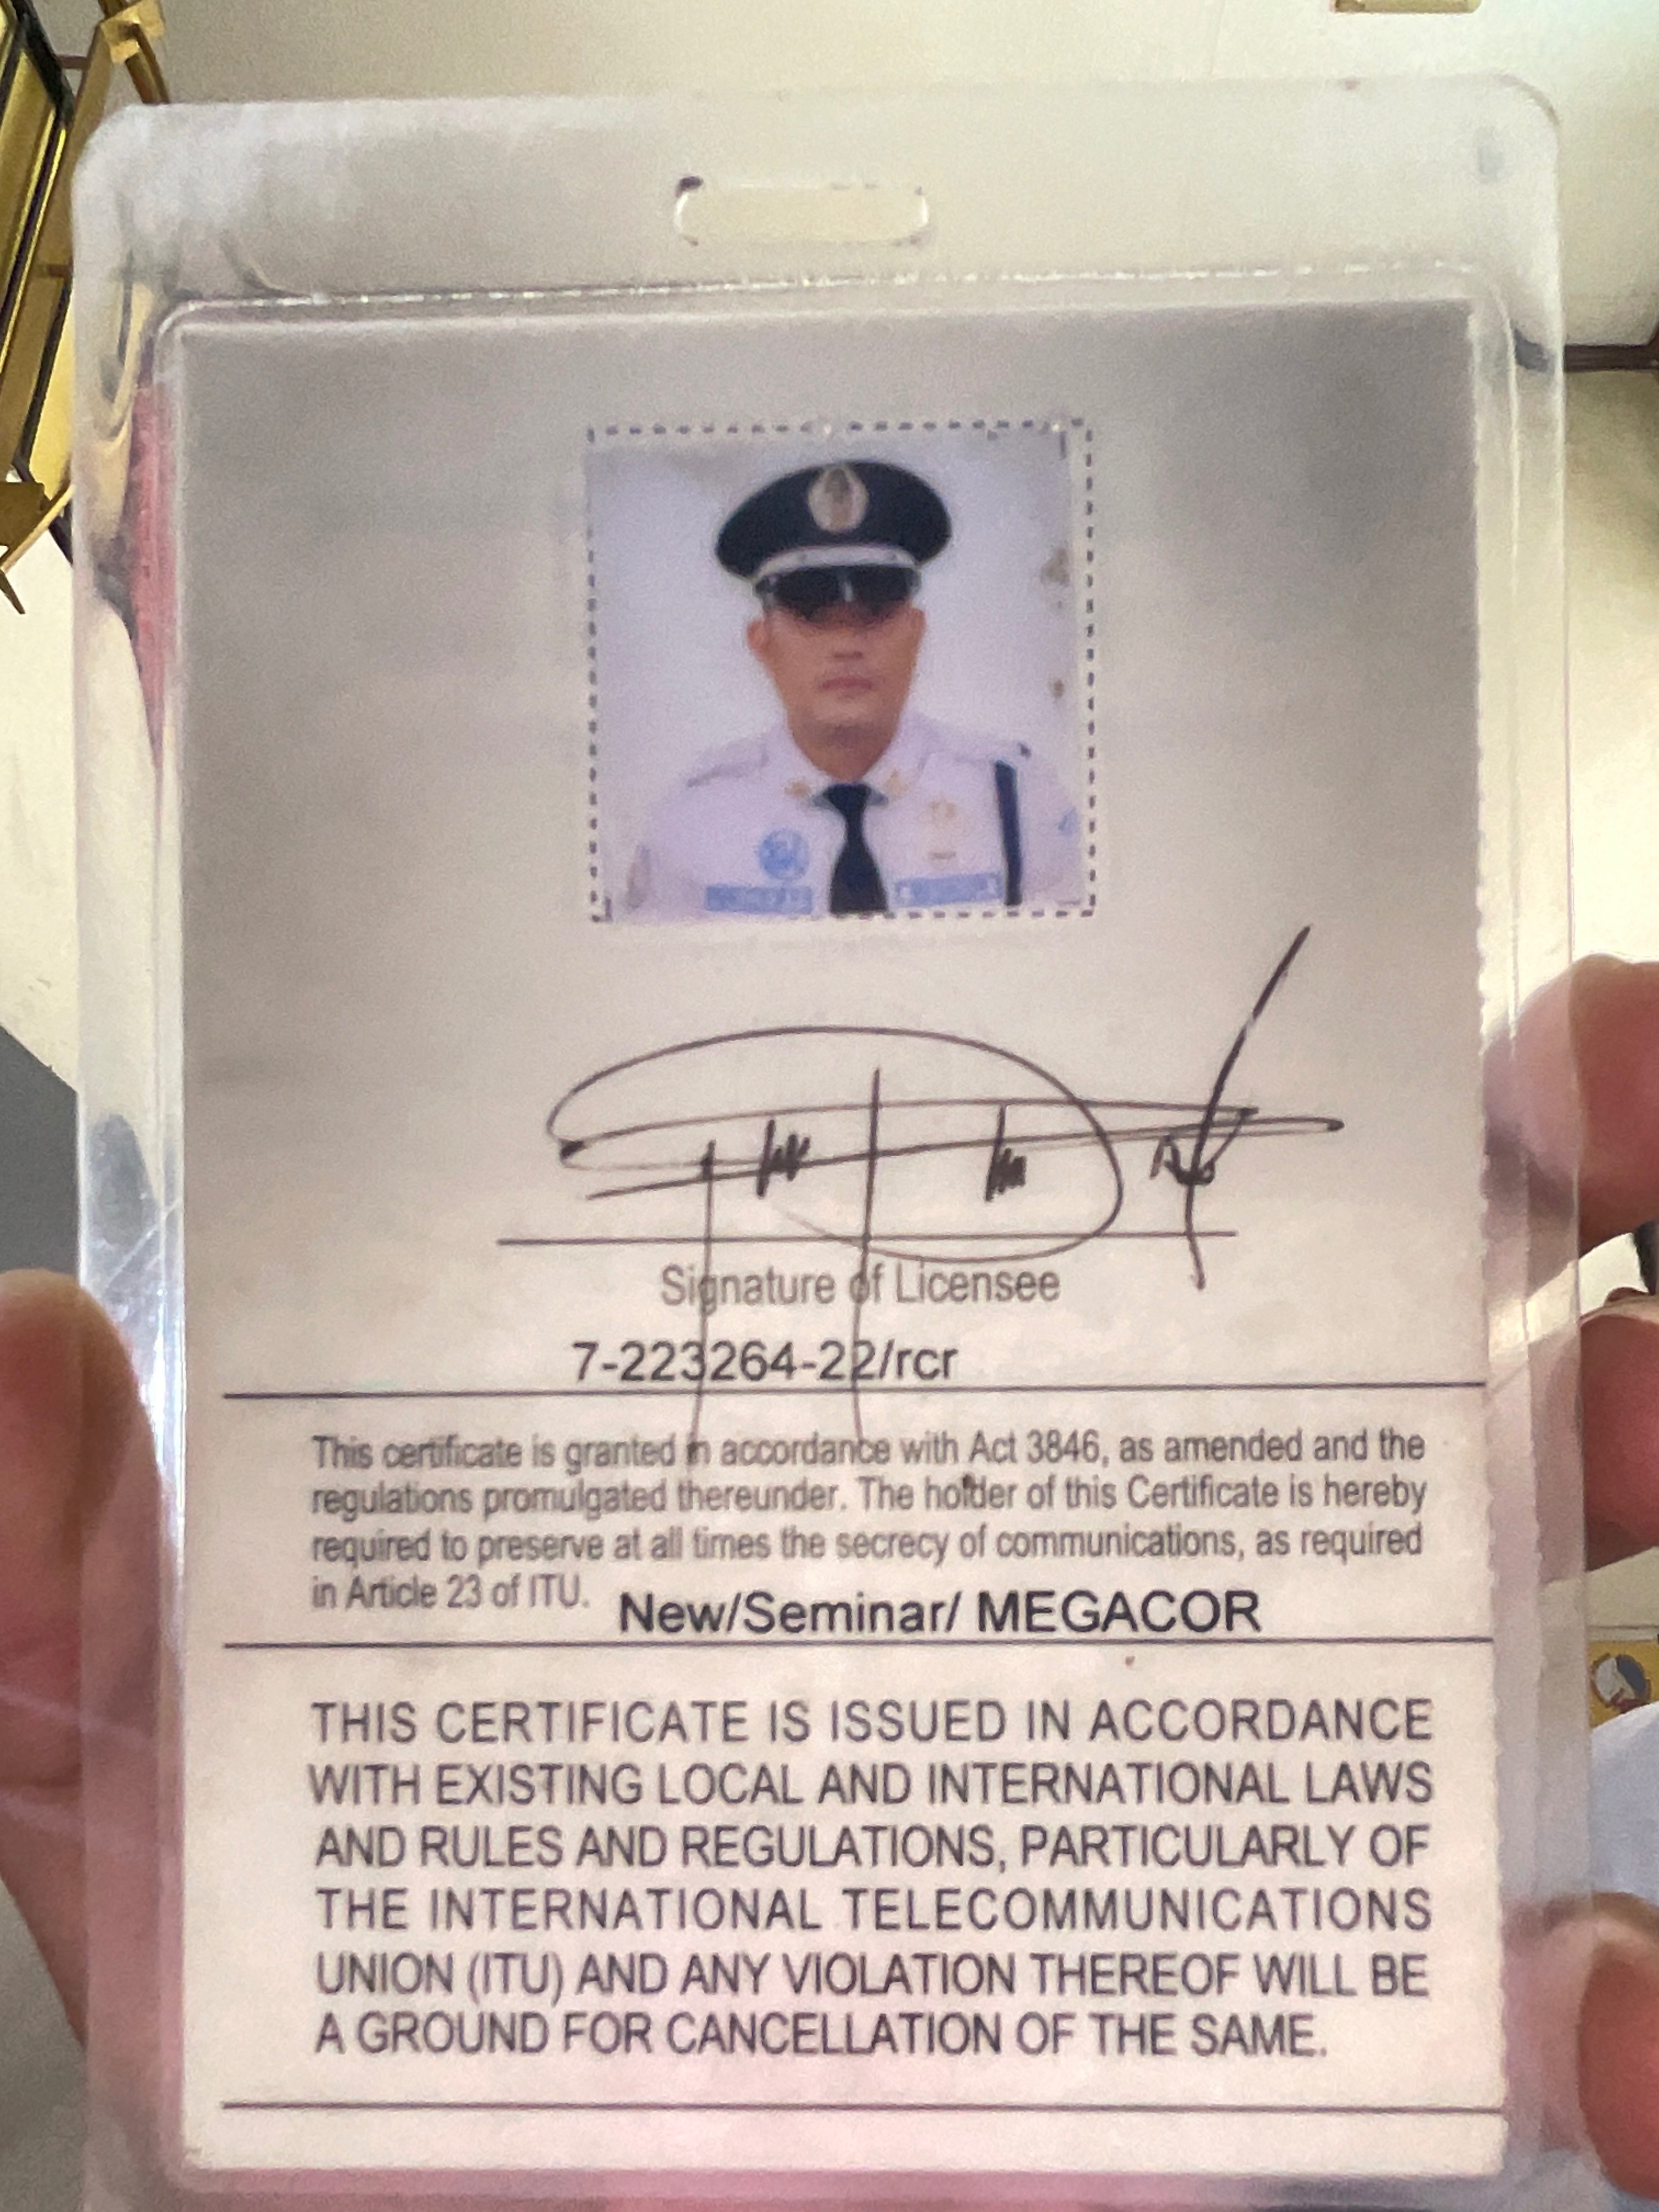 Signature of Licensee
7-223264-22/rcr
This certificate is granted in accordance with Act 3846, as amended and the
regulations promulgated thereunder. The holder of this Certificate is hereby
required to preserve at all times the secrecy of communications, as required
in Article 23 of ITU. New/Seminar/ MEGACOR
THIS CERTIFICATE IS ISSUED IN ACCORDANCE
WITH EXISTING LOCAL AND INTERNATIONAL LAWS
AND RULES AND REGULATIONS, PARTICULARLY OF
THE INTERNATIONAL TELECOMMUNICATIONS
UNION (ITU) AND ANY VIOLATION THEREOF WILL BE
A GROUND FOR CANCELLATION OF THE SAME.